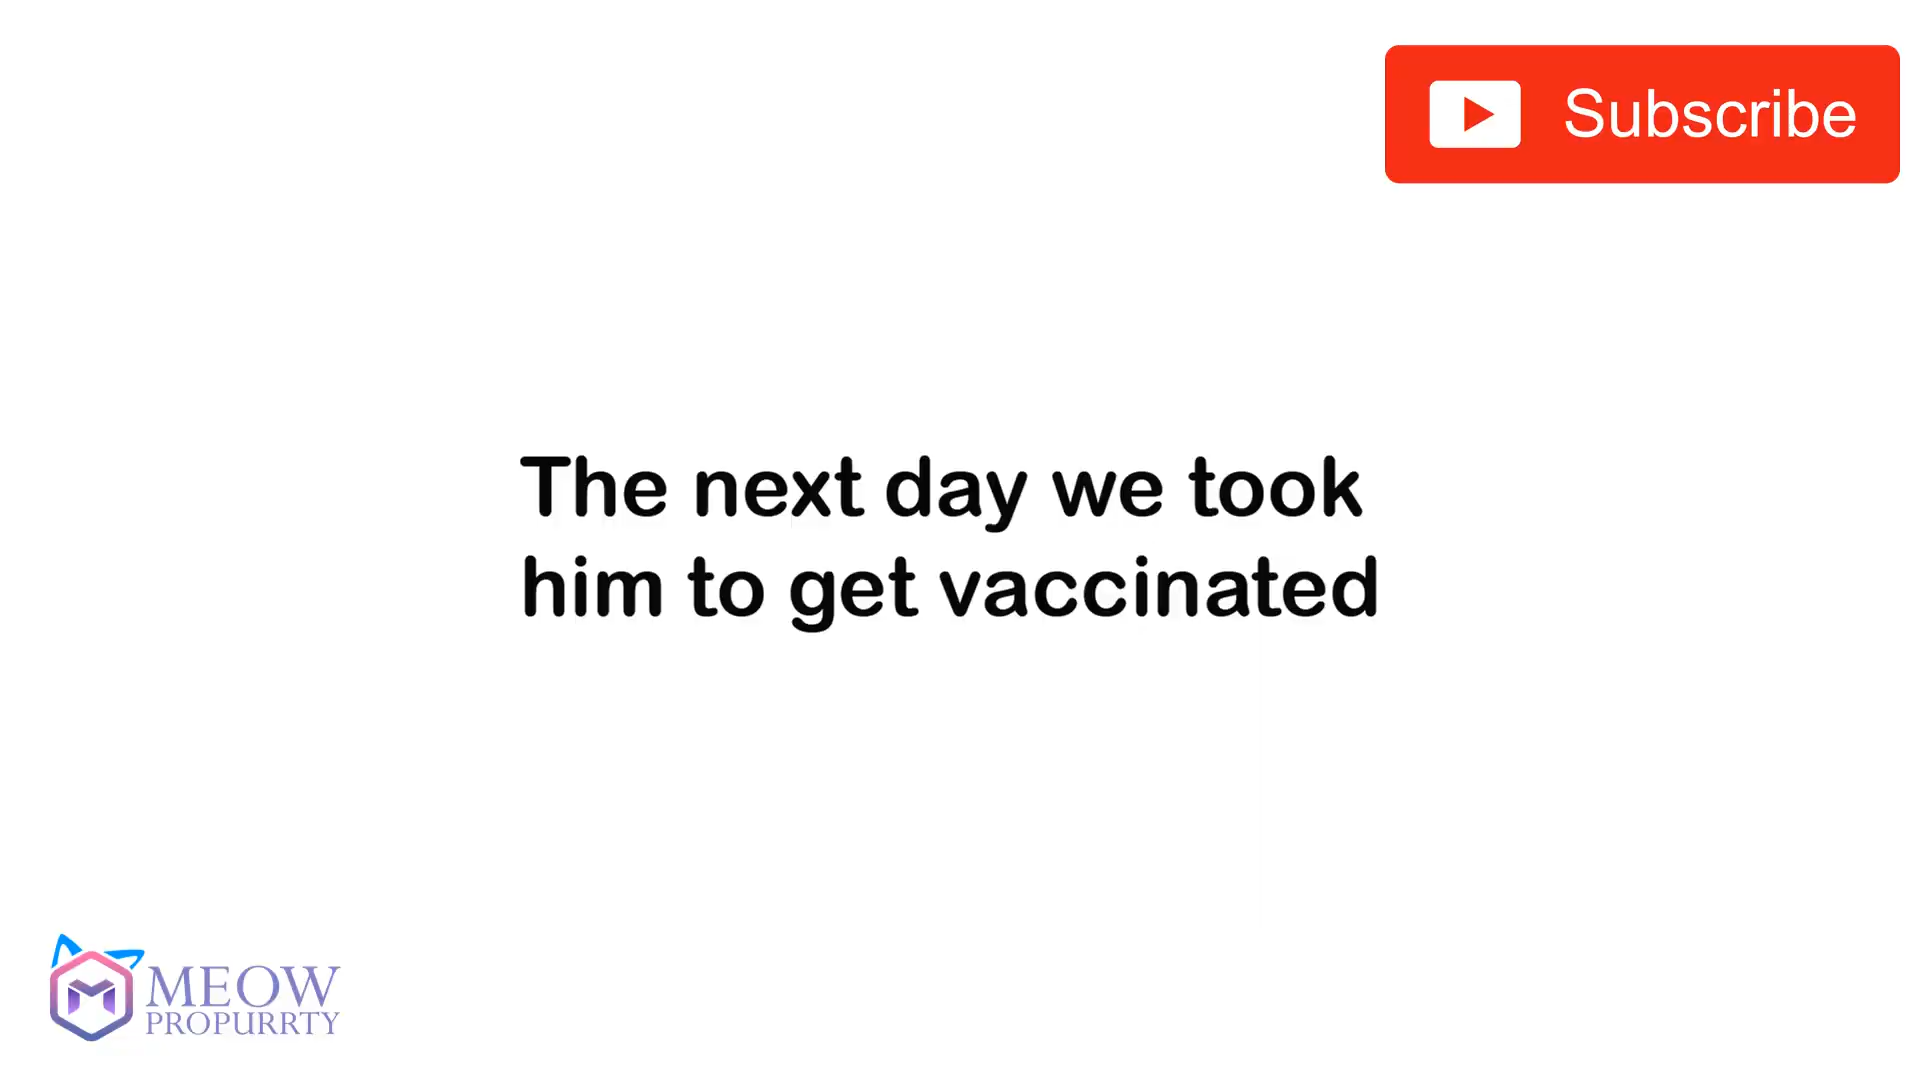 Subscribe
The next day we took
him to get vaccinated
MEOW
PROPURRTY